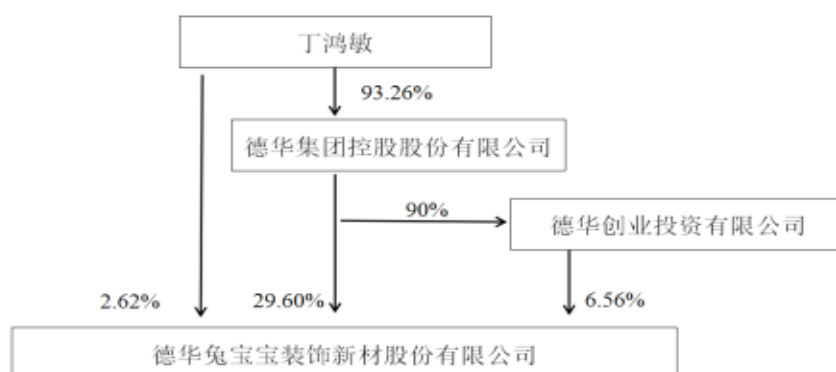 丁鸿敏
93.26%
德华集团控股股份有限公司
90%
德华创业投资有限公司
2.62%
29.60%
6.56%
德华兔宝宝装饰新材股份有限公司